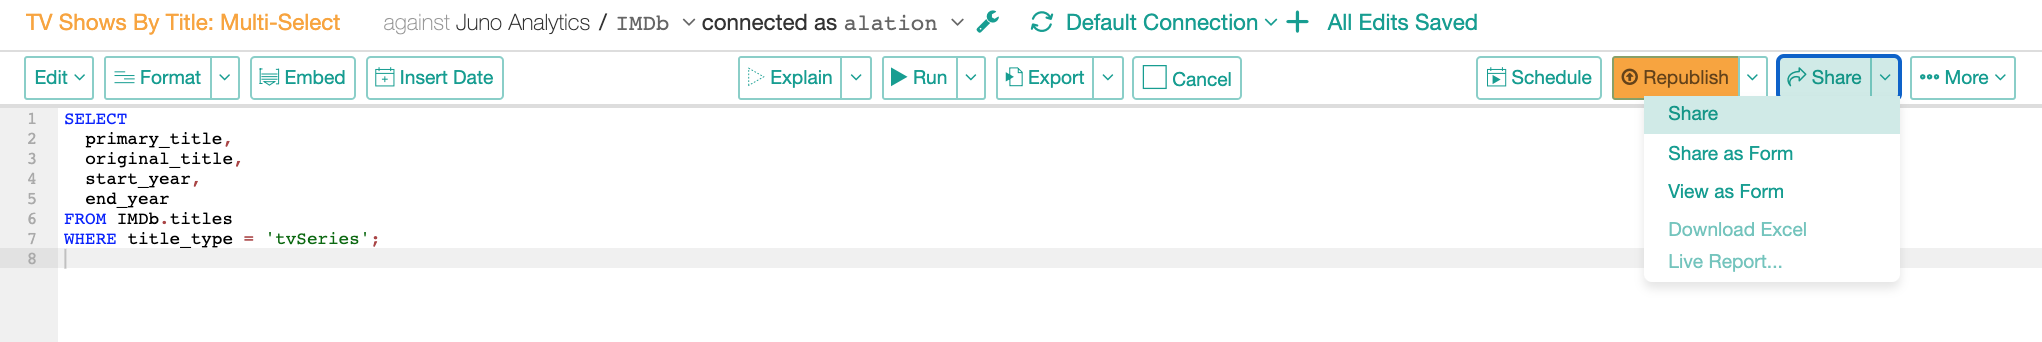 TV Shows By Title: Multi-Select against Juno Analytics / IMDb connected as alation Default Connection All Edits Saved
Edit Format Embed Insert Date Explain Run Export Cancel Schedule Republish Share More
Share
Share as Form
View as Form
Download Excel
Live Report...
1 SELECT
2 primary_title,
3 original_title,
4 start_year,
5 end_year
6 FROM IMDb.titles
7 WHERE title_type = 'tvSeries';
8